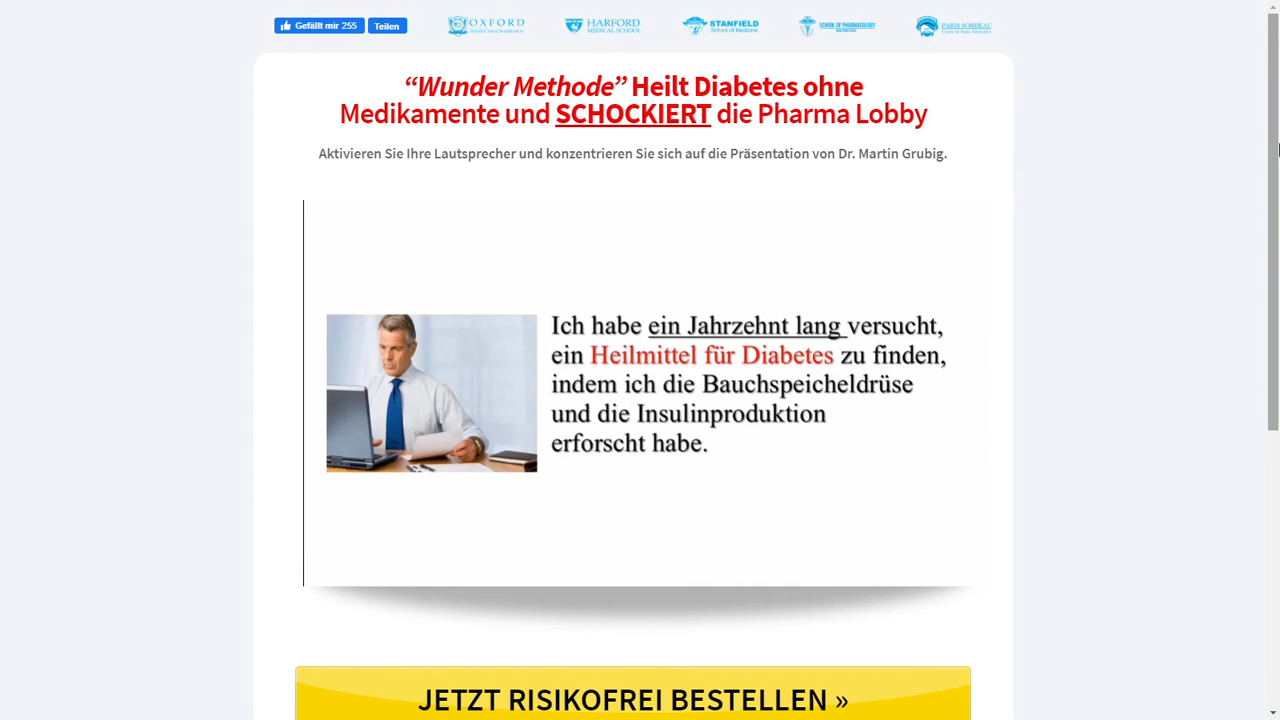 Gefällt mir 255 Teilen
OXFORD
HARFORD
MEDICAL SCHOOL
STANFIELD
School of Medicine
SCHOOL OF PHARMACOLOGY
PARIS SORBEAU
“Wunder Methode” Heilt Diabetes ohne
Medikamente und SCHOCKIERT die Pharma Lobby
Aktivieren Sie Ihre Lautsprecher und konzentrieren Sie sich auf die Präsentation von Dr. Martin Grubig.
Ich habe ein Jahrzehnt lang versucht,
ein Heilmittel für Diabetes zu finden,
indem ich die Bauchspeicheldrüse
und die Insulinproduktion
erforscht habe.
JETZT RISIKOFREI BESTELLEN »